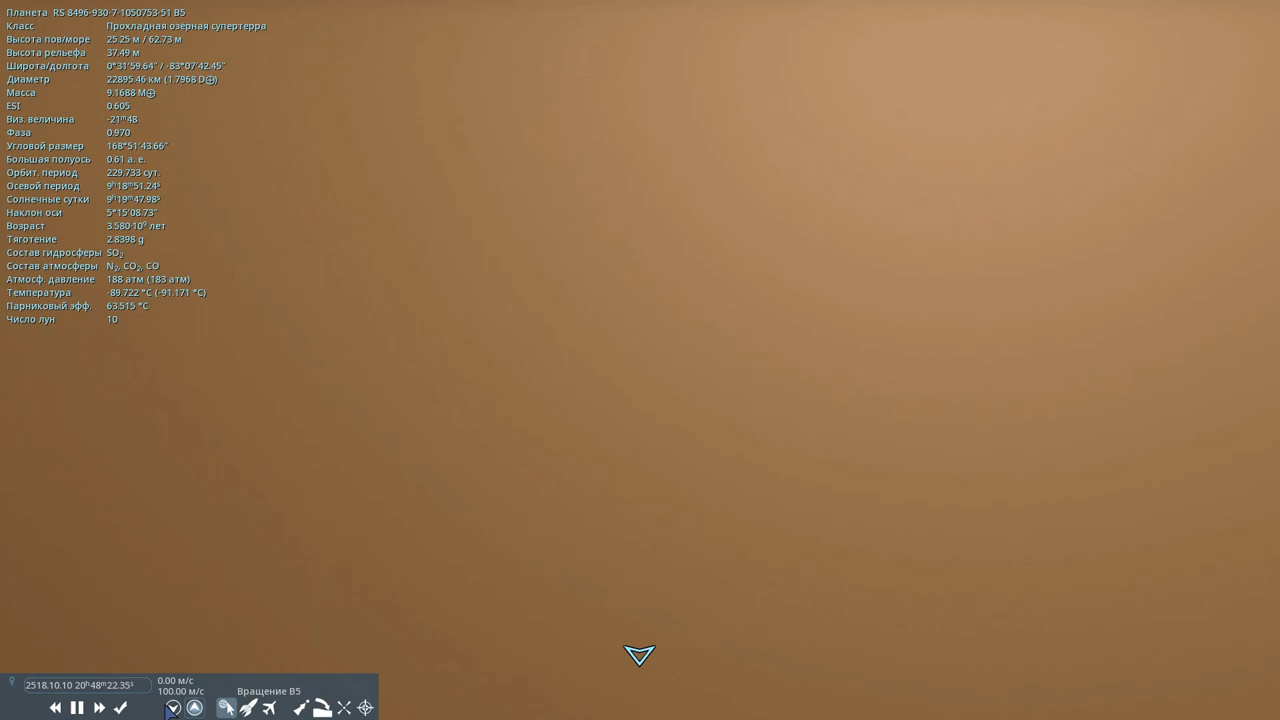 Планета RS 8496-930-7-1050753-51 B5
Класс Прохладная озерная супертерра
Высота пов/море 25.25 м / 62.73 м
Высота рельефа 37.49 м
Широта/долгота 0°31'59.64" / -83°07'42.45"
Диаметр 22895.46 км (1.7968 D⊕)
Масса 9.1688 M⊕
ESI 0.605
Виз. величина -21ᵐ48
Фаза 0.970
Угловой размер 168°51'43.66"
Большая полуось 0.61 а. е.
Орбит. период 229.733 сут.
Осевой период 9ʰ18ᵐ51.24ˢ
Солнечные сутки 9ʰ19ᵐ47.98ˢ
Наклон оси 5°15'08.73"
Возраст 3.580·10⁹ лет
Тяготение 2.8398 g
Состав гидросферы SO₂
Состав атмосферы N₂, CO₂, CO
Атмосф. давление 188 атм (183 атм)
Температура -89.722 °C (-91.171 °C)
Парниковый эфф. 63.515 °C
Число лун 10
0.00 м/с
2518.10.10 20ʰ48ᵐ22.35ˢ
100.00 м/с Вращение B5